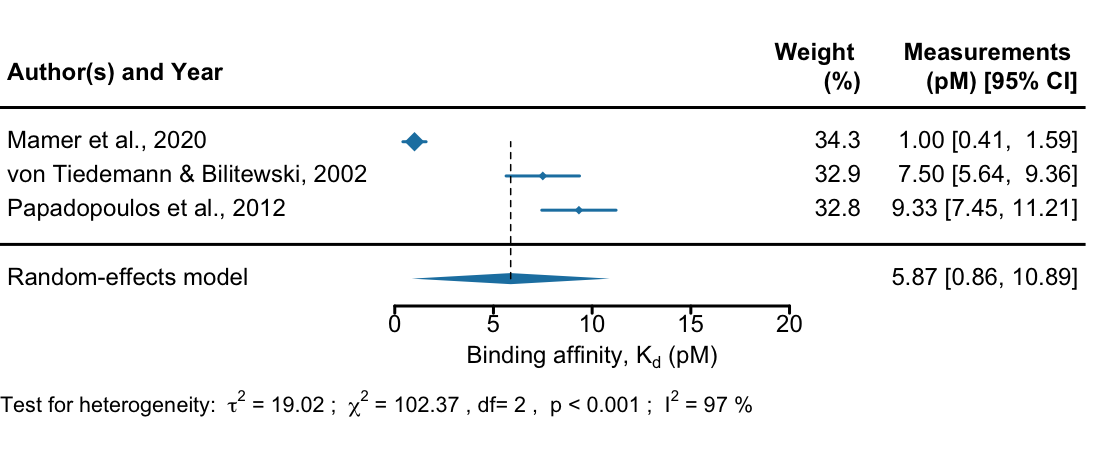 Author(s) and Year Weight (%) Measurements (pM) [95% CI]
Mamer et al., 2020 34.3 1.00 [0.41, 1.59]
von Tiedemann & Bilitewski, 2002 32.9 7.50 [5.64, 9.36]
Papadopoulos et al., 2012 32.8 9.33 [7.45, 11.21]
Random-effects model 5.87 [0.86, 10.89]
0 5 10 15 20
Binding affinity, Kd (pM)
Test for heterogeneity: τ² = 19.02 ; χ² = 102.37 , df= 2 , p < 0.001 ; I² = 97 %